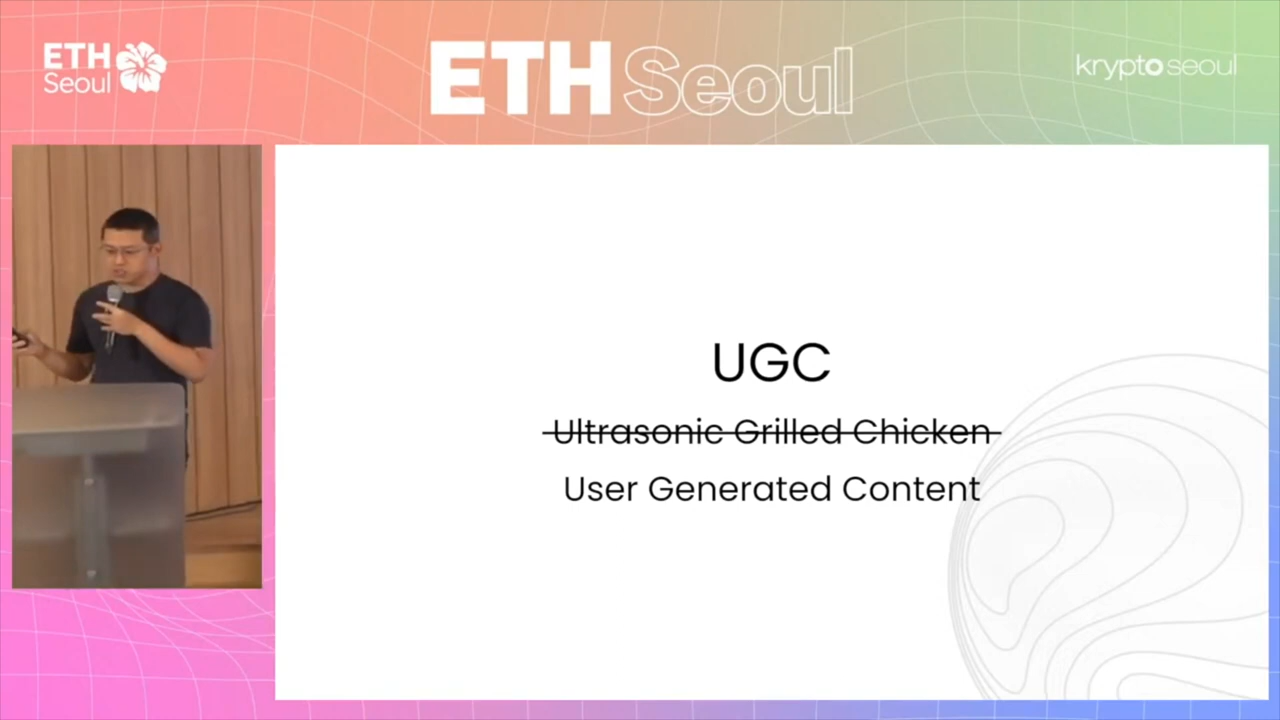 ETH
Seoul
ETH Seoul
krypto seoul
UGC
Ultrasonic Grilled Chicken
User Generated Content